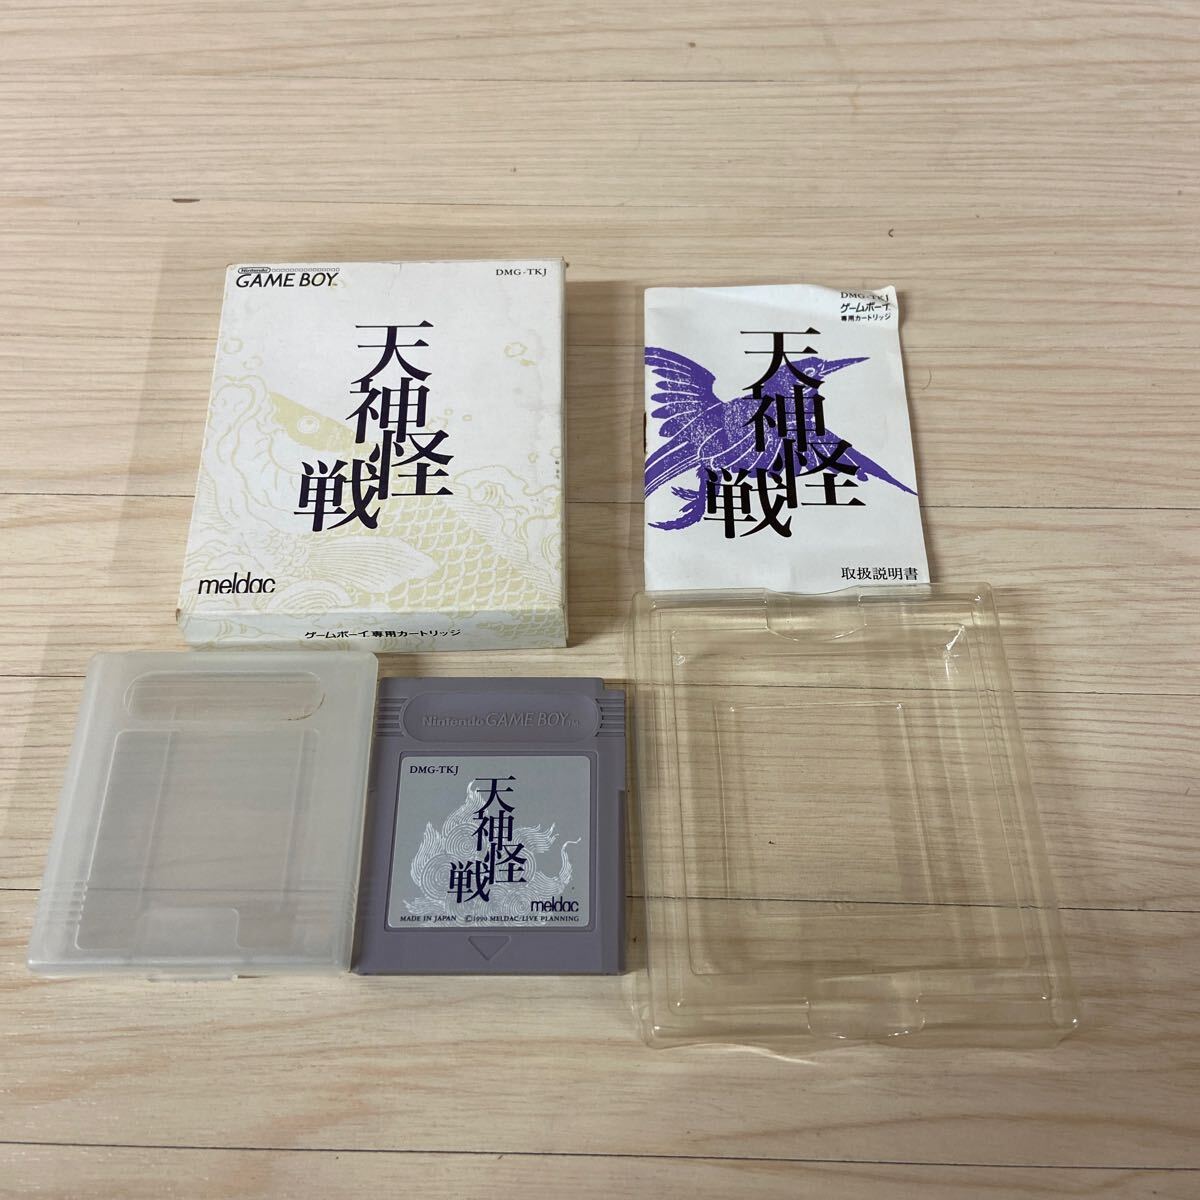 Nintendo
GAME BOY
TM
DMG-TKJ
天神怪戦
meldac
ゲームボーイ専用カートリッジ
DMG-TKJ
ゲームボーイ
専用カートリッジ
天神怪戦
取扱説明書
Nintendo GAME BOY TM
DMG-TKJ
天神怪戦
meldac
MADE IN JAPAN ©1990 MELDAC/LIVE PLANNING